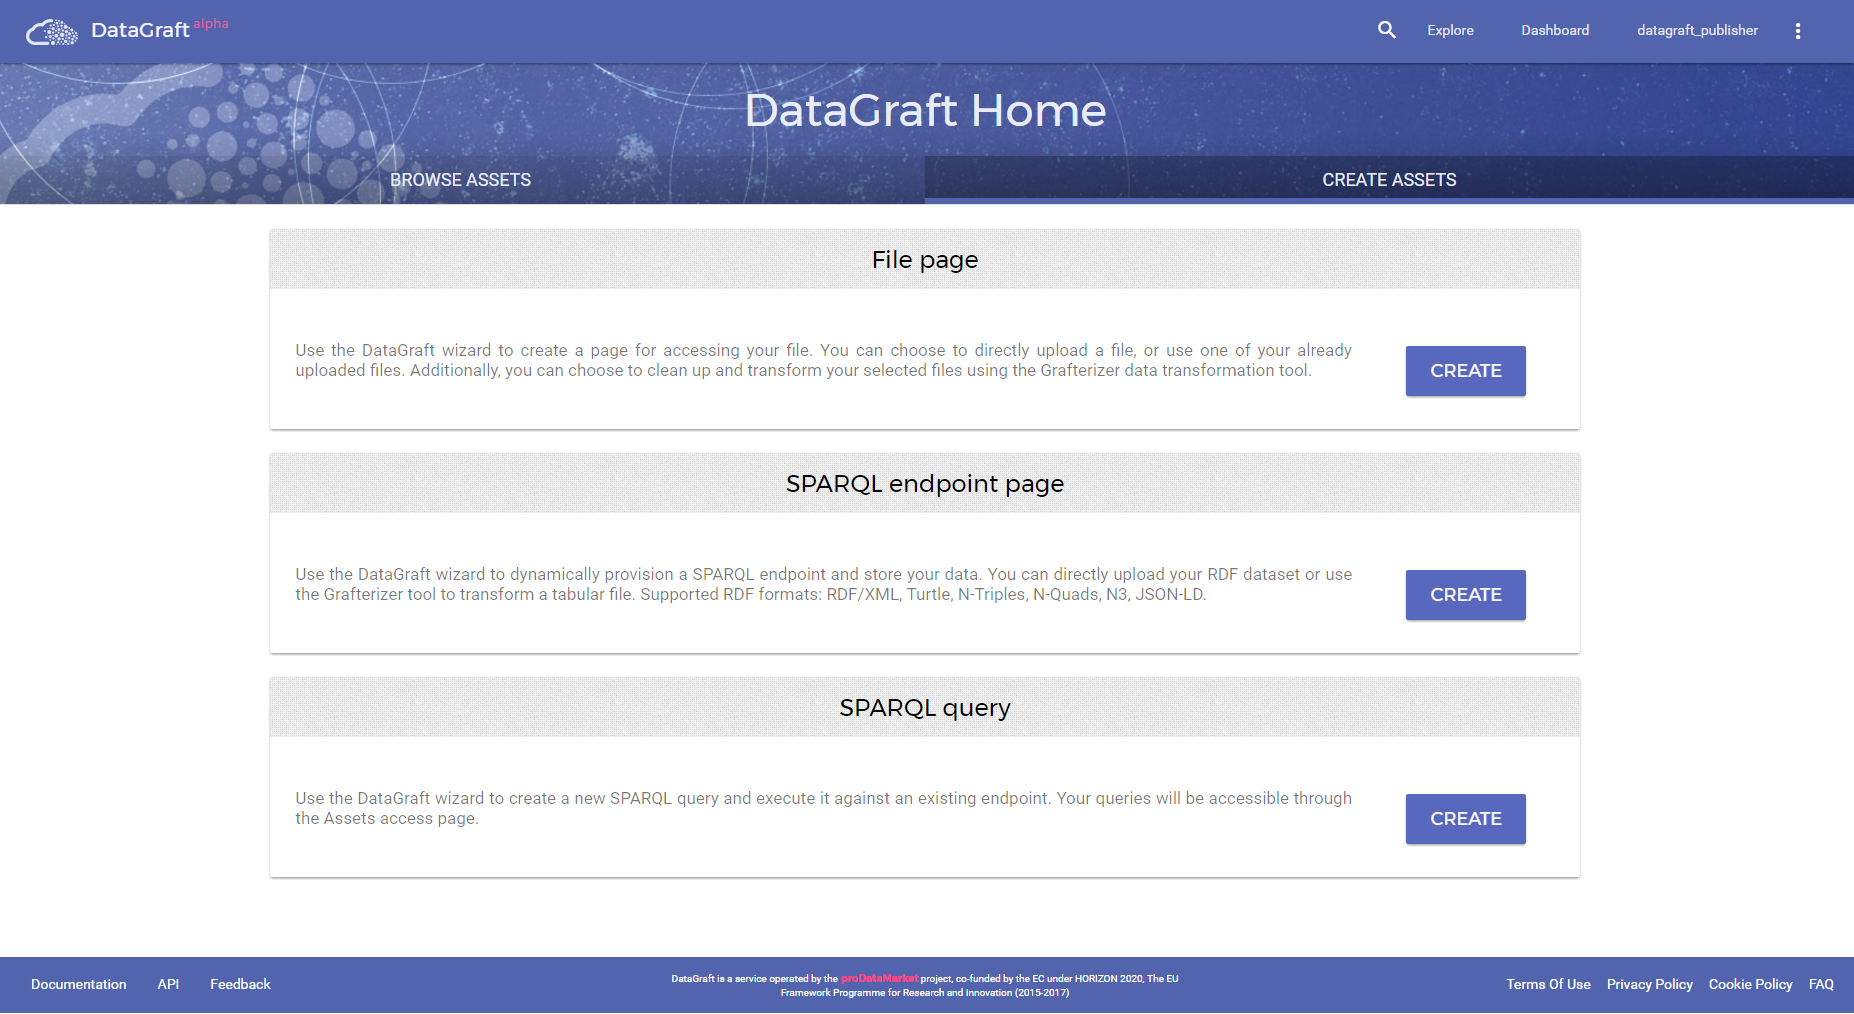 DataGraft alpha
Explore Dashboard datagraft_publisher
DataGraft Home
BROWSE ASSETS CREATE ASSETS
File page
Use the DataGraft wizard to create a page for accessing your file. You can choose to directly upload a file, or use one of your already
uploaded files. Additionally, you can choose to clean up and transform your selected files using the Grafterizer data transformation tool.
CREATE
SPARQL endpoint page
Use the DataGraft wizard to dynamically provision a SPARQL endpoint and store your data. You can directly upload your RDF dataset or use
the Grafterizer tool to transform a tabular file. Supported RDF formats: RDF/XML, Turtle, N-Triples, N-Quads, N3, JSON-LD.
CREATE
SPARQL query
Use the DataGraft wizard to create a new SPARQL query and execute it against an existing endpoint. Your queries will be accessible through
the Assets access page.
CREATE
Documentation API Feedback
DataGraft is a service operated by the proDataMarket project, co-funded by the EC under HORIZON 2020, The EU
Framework Programme for Research and Innovation (2015-2017)
Terms Of Use Privacy Policy Cookie Policy FAQ